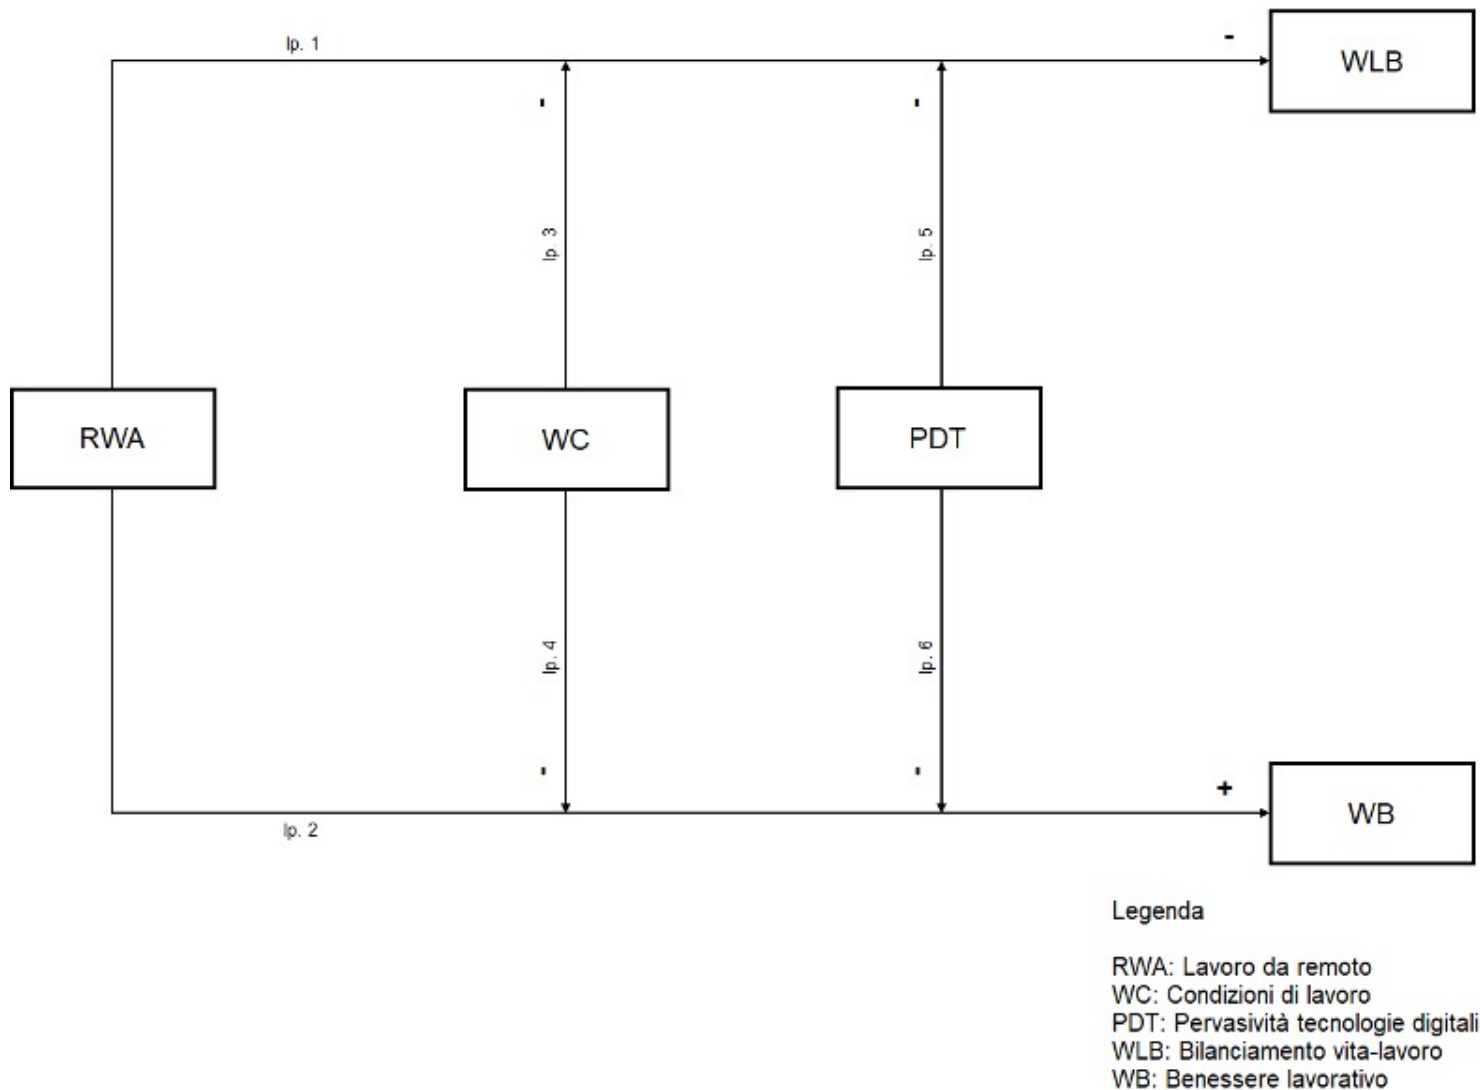 Ip. 1
-
WLB
-
-
Ip. 3
Ip. 5
RWA
WC
PDT
Ip. 4
Ip. 6
-
-
+
WB
Ip. 2
Legenda
RWA: Lavoro da remoto
WC: Condizioni di lavoro
PDT: Pervasività tecnologie digitali
WLB: Bilanciamento vita-lavoro
WB: Benessere lavorativo